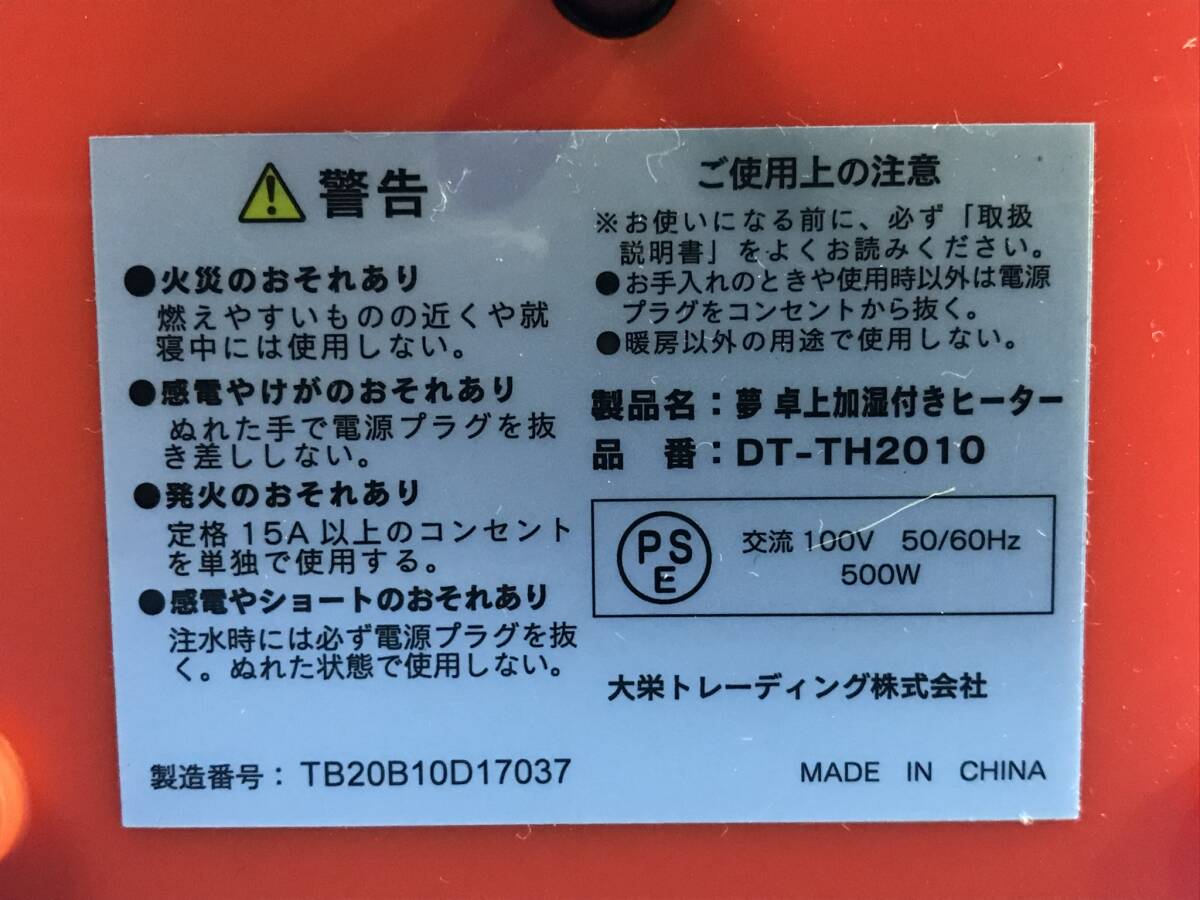 警告
●火災のおそれあり
燃えやすいものの近くや就
寝中には使用しない。
●感電やけがのおそれあり
ぬれた手で電源プラグを抜
き差ししない。
●発火のおそれあり
定格15A以上のコンセント
を単独で使用する。
●感電やショートのおそれあり
注水時には必ず電源プラグを抜
く。ぬれた状態で使用しない。
製造番号：TB20B10D17037
ご使用上の注意
※お使いになる前に、必ず「取扱
説明書」をよくお読みください。
●お手入れのときや使用時以外は電源
プラグをコンセントから抜く。
●暖房以外の用途で使用しない。
製品名：夢 卓上加湿付きヒーター
品 番：DT-TH2010
PS
E
交流 100V 50/60Hz
500W
大栄トレーディング株式会社
MADE IN CHINA